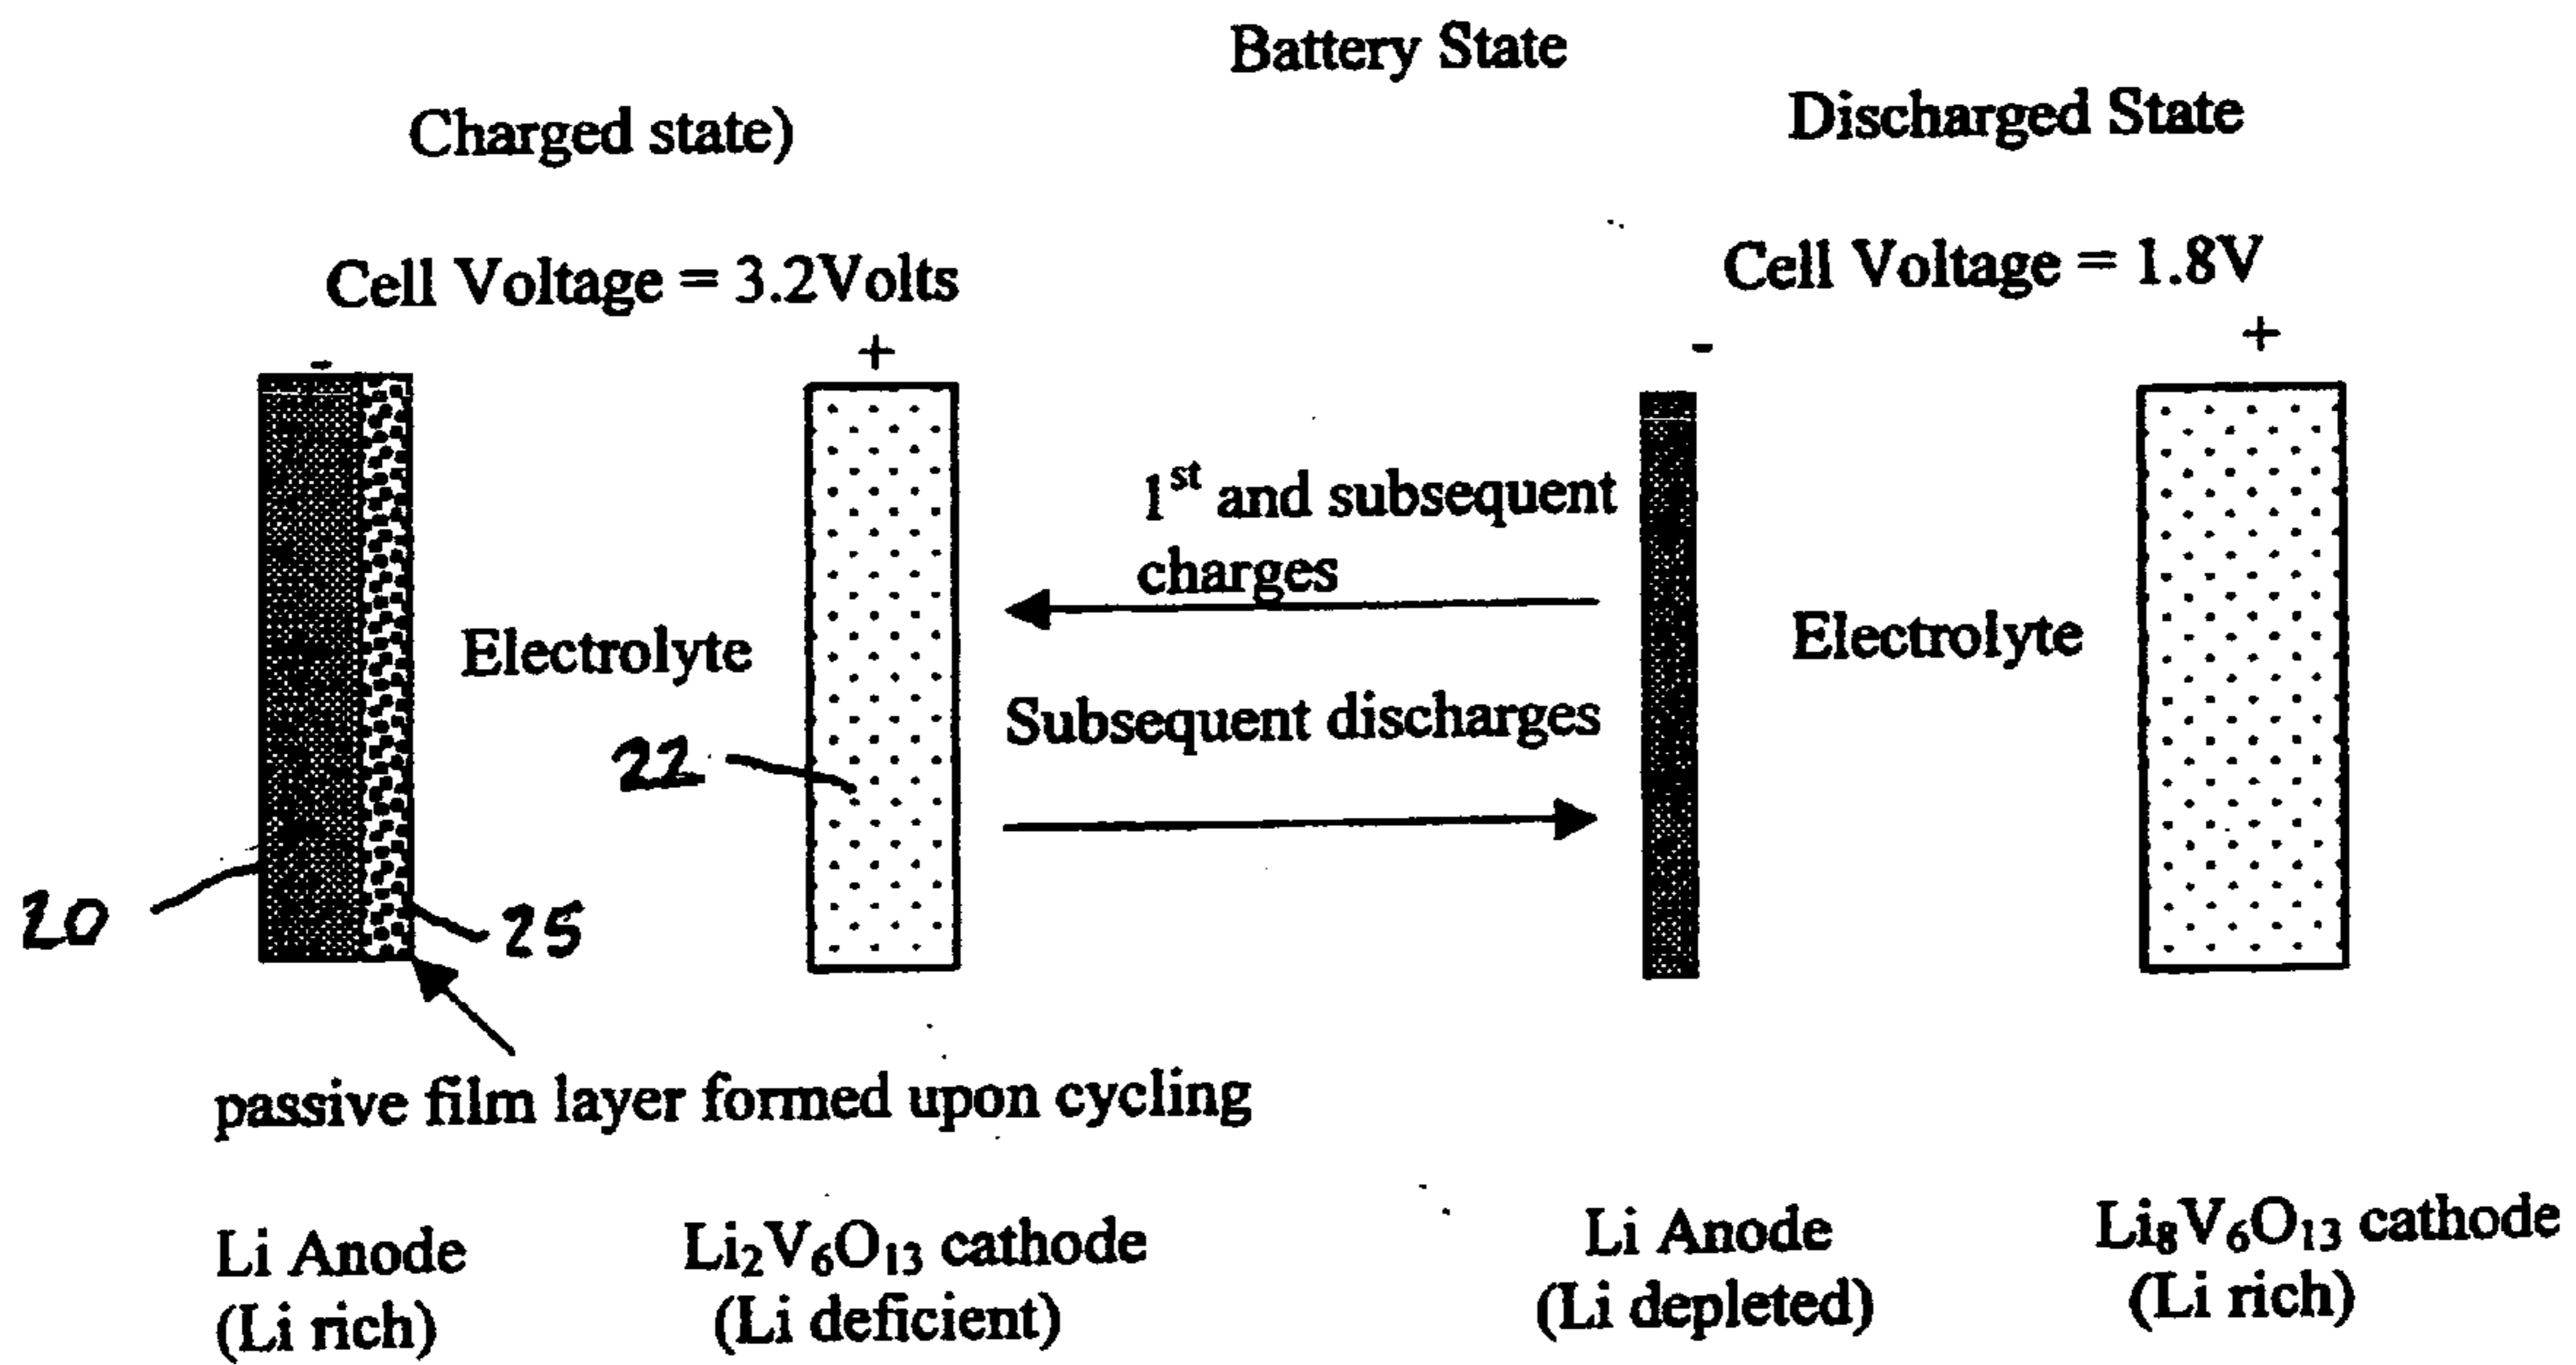 Battery State
Charged state)
Discharged State
Cell Voltage = 3.2Volts
Cell Voltage = 1.8V
-
+
-
+
1st and subsequent
charges
Electrolyte
Electrolyte
Subsequent discharges
22
20
25
passive film layer formed upon cycling
Li Anode
(Li rich)
Li2V6O13 cathode
(Li deficient)
Li Anode
(Li depleted)
Li8V6O13 cathode
(Li rich)